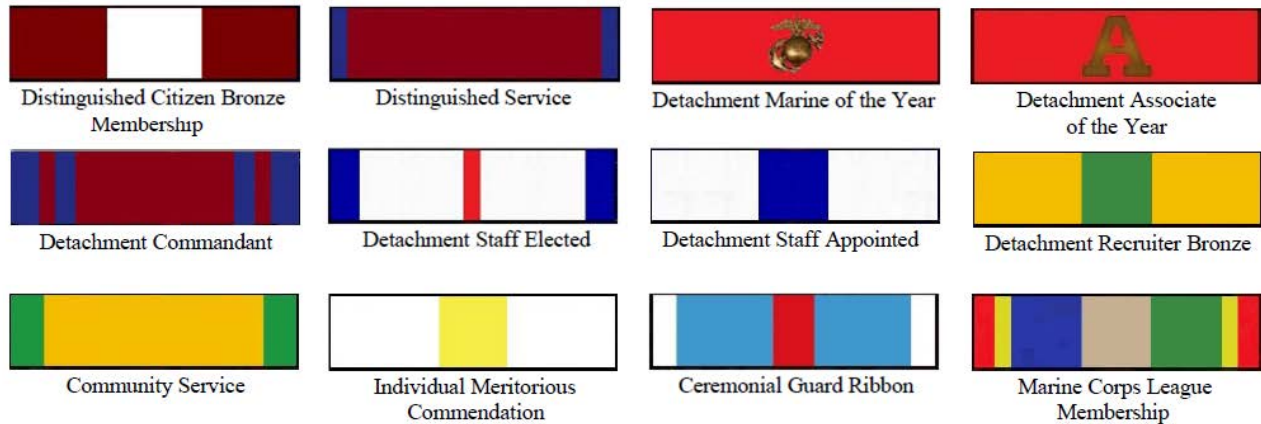 Distinguished Citizen Bronze
Membership
Distinguished Service
Detachment Marine of the Year
A
Detachment Associate
of the Year
Detachment Commandant
Detachment Staff Elected
Detachment Staff Appointed
Detachment Recruiter Bronze
Community Service
Individual Meritorious
Commendation
Ceremonial Guard Ribbon
Marine Corps League
Membership